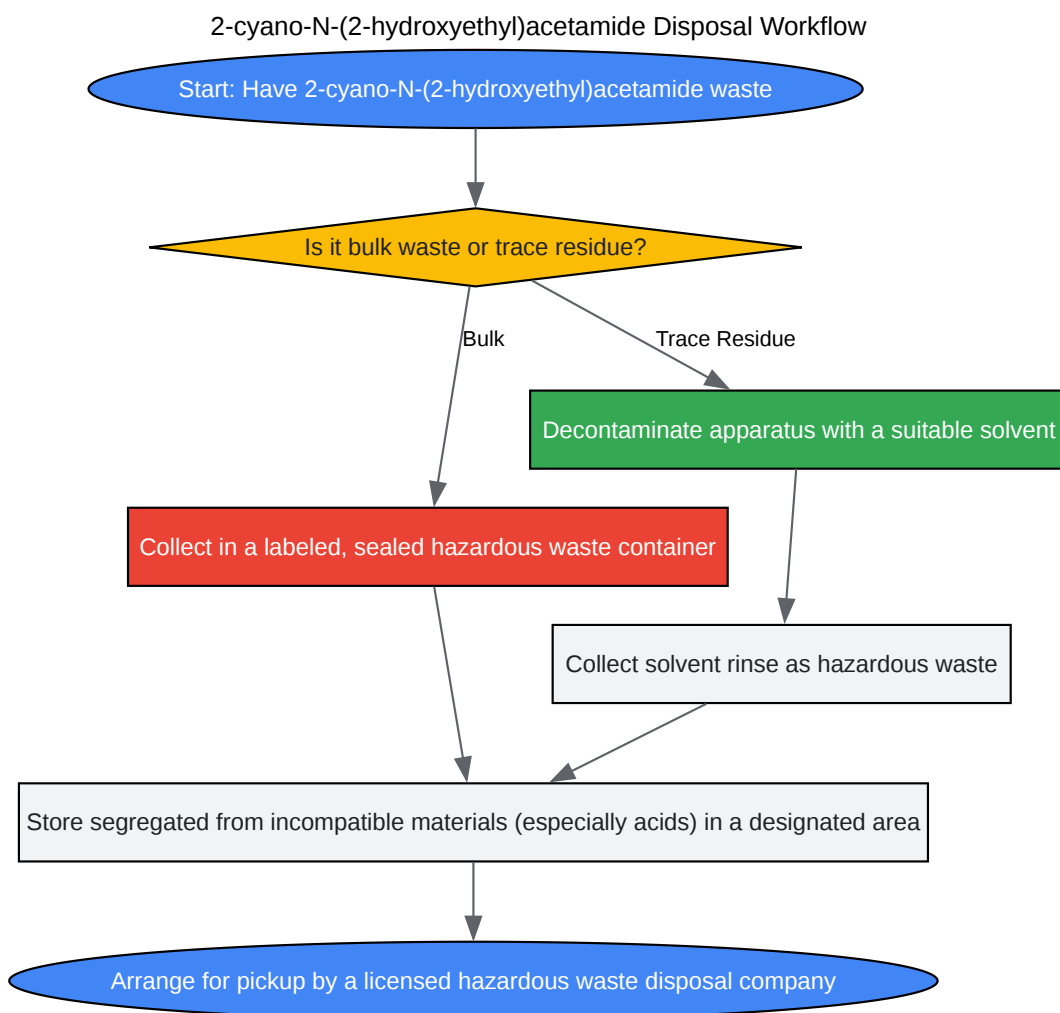 2-cyano-N-(2-hydroxyethyl)acetamide Disposal Workflow
Start: Have 2-cyano-N-(2-hydroxyethyl)acetamide waste
Is it bulk waste or trace residue?
Bulk
Trace Residue
Decontaminate apparatus with a suitable solvent
Collect in a labeled, sealed hazardous waste container
Collect solvent rinse as hazardous waste
Store segregated from incompatible materials (especially acids) in a designated area
Arrange for pickup by a licensed hazardous waste disposal company